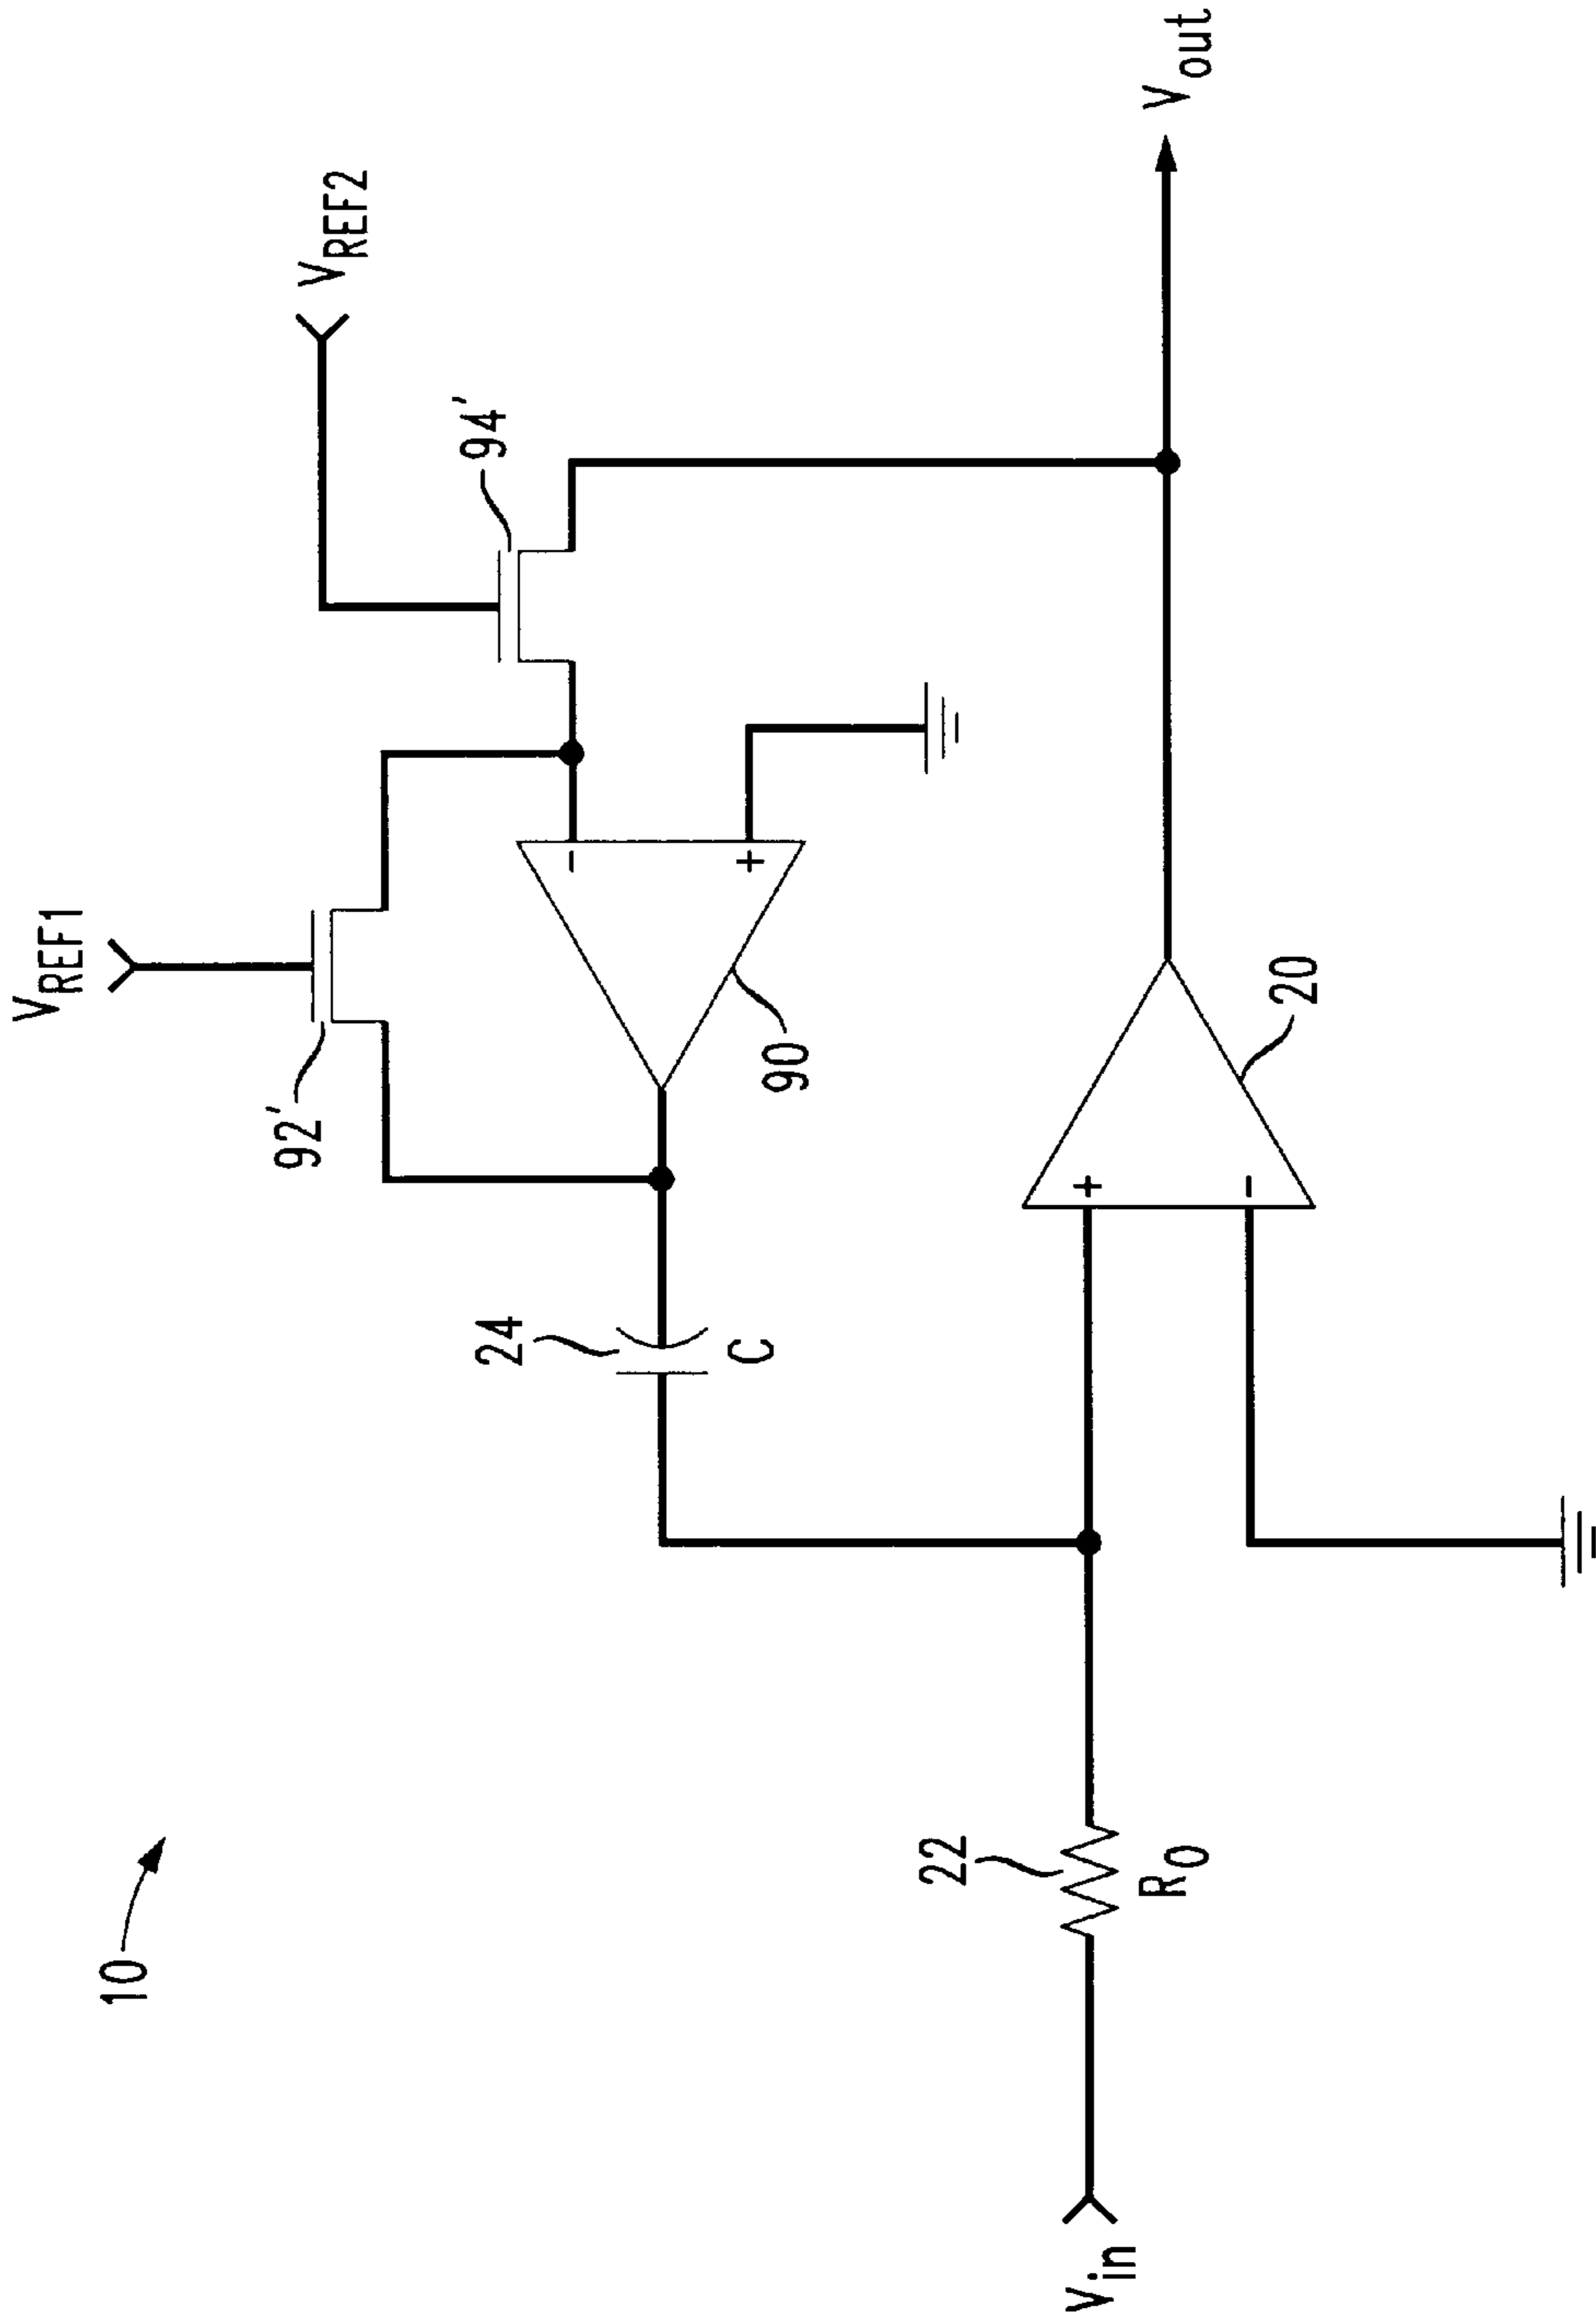 10
V_REF1
V_REF2
92'
94'
24
C
-
+
90
22
R_O
+
-
20
V_in
V_out